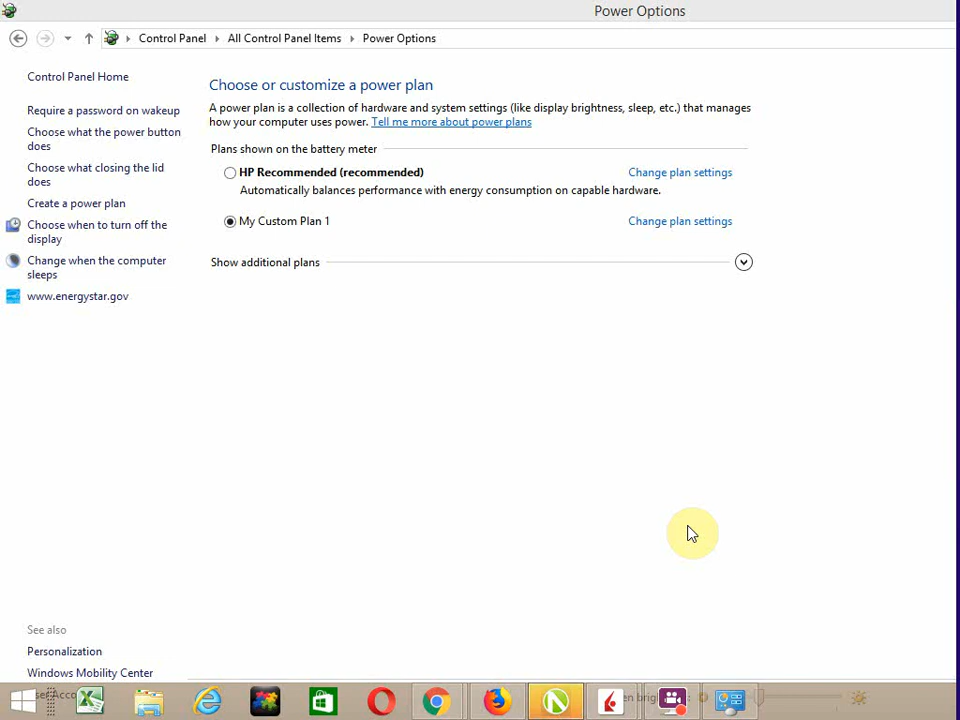 Power Options
Control Panel
All Control Panel Items
Power Options
Control Panel Home
Require a password on wakeup
Choose what the power button
does
Choose what closing the lid
does
Create a power plan
Choose when to turn off the
display
Change when the computer
sleeps
www.energystar.gov
Choose or customize a power plan
A power plan is a collection of hardware and system settings (like display brightness, sleep, etc.) that manages
how your computer uses power. Tell me more about power plans
Plans shown on the battery meter
HP Recommended (recommended) Change plan settings
Automatically balances performance with energy consumption on capable hardware.
My Custom Plan 1 Change plan settings
Show additional plans
See also
Personalization
Windows Mobility Center